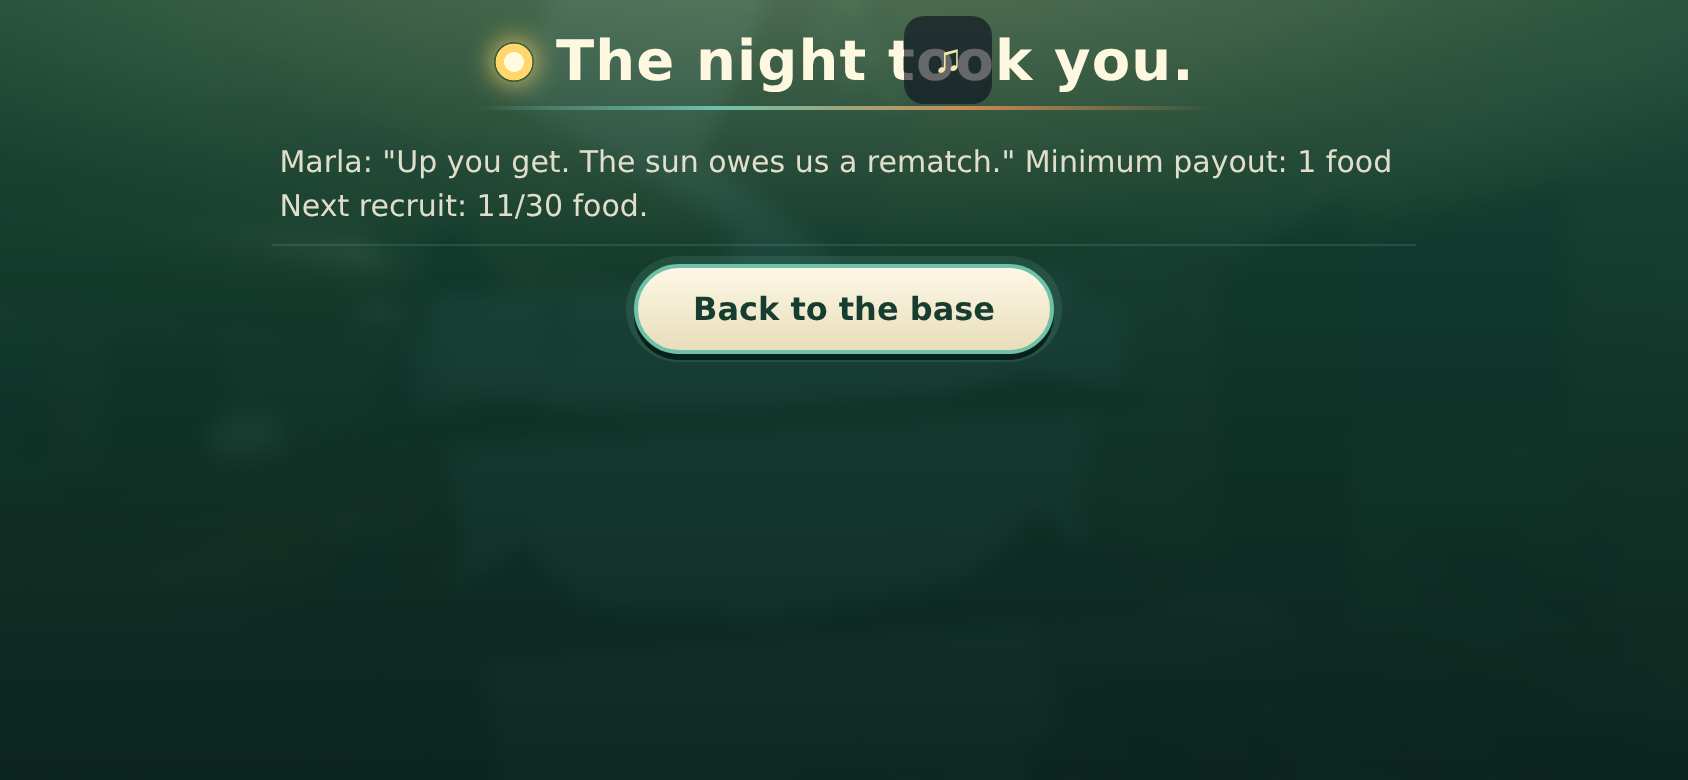 The night took you.
Marla: "Up you get. The sun owes us a rematch." Minimum payout: 1 food
Next recruit: 11/30 food.
Back to the base